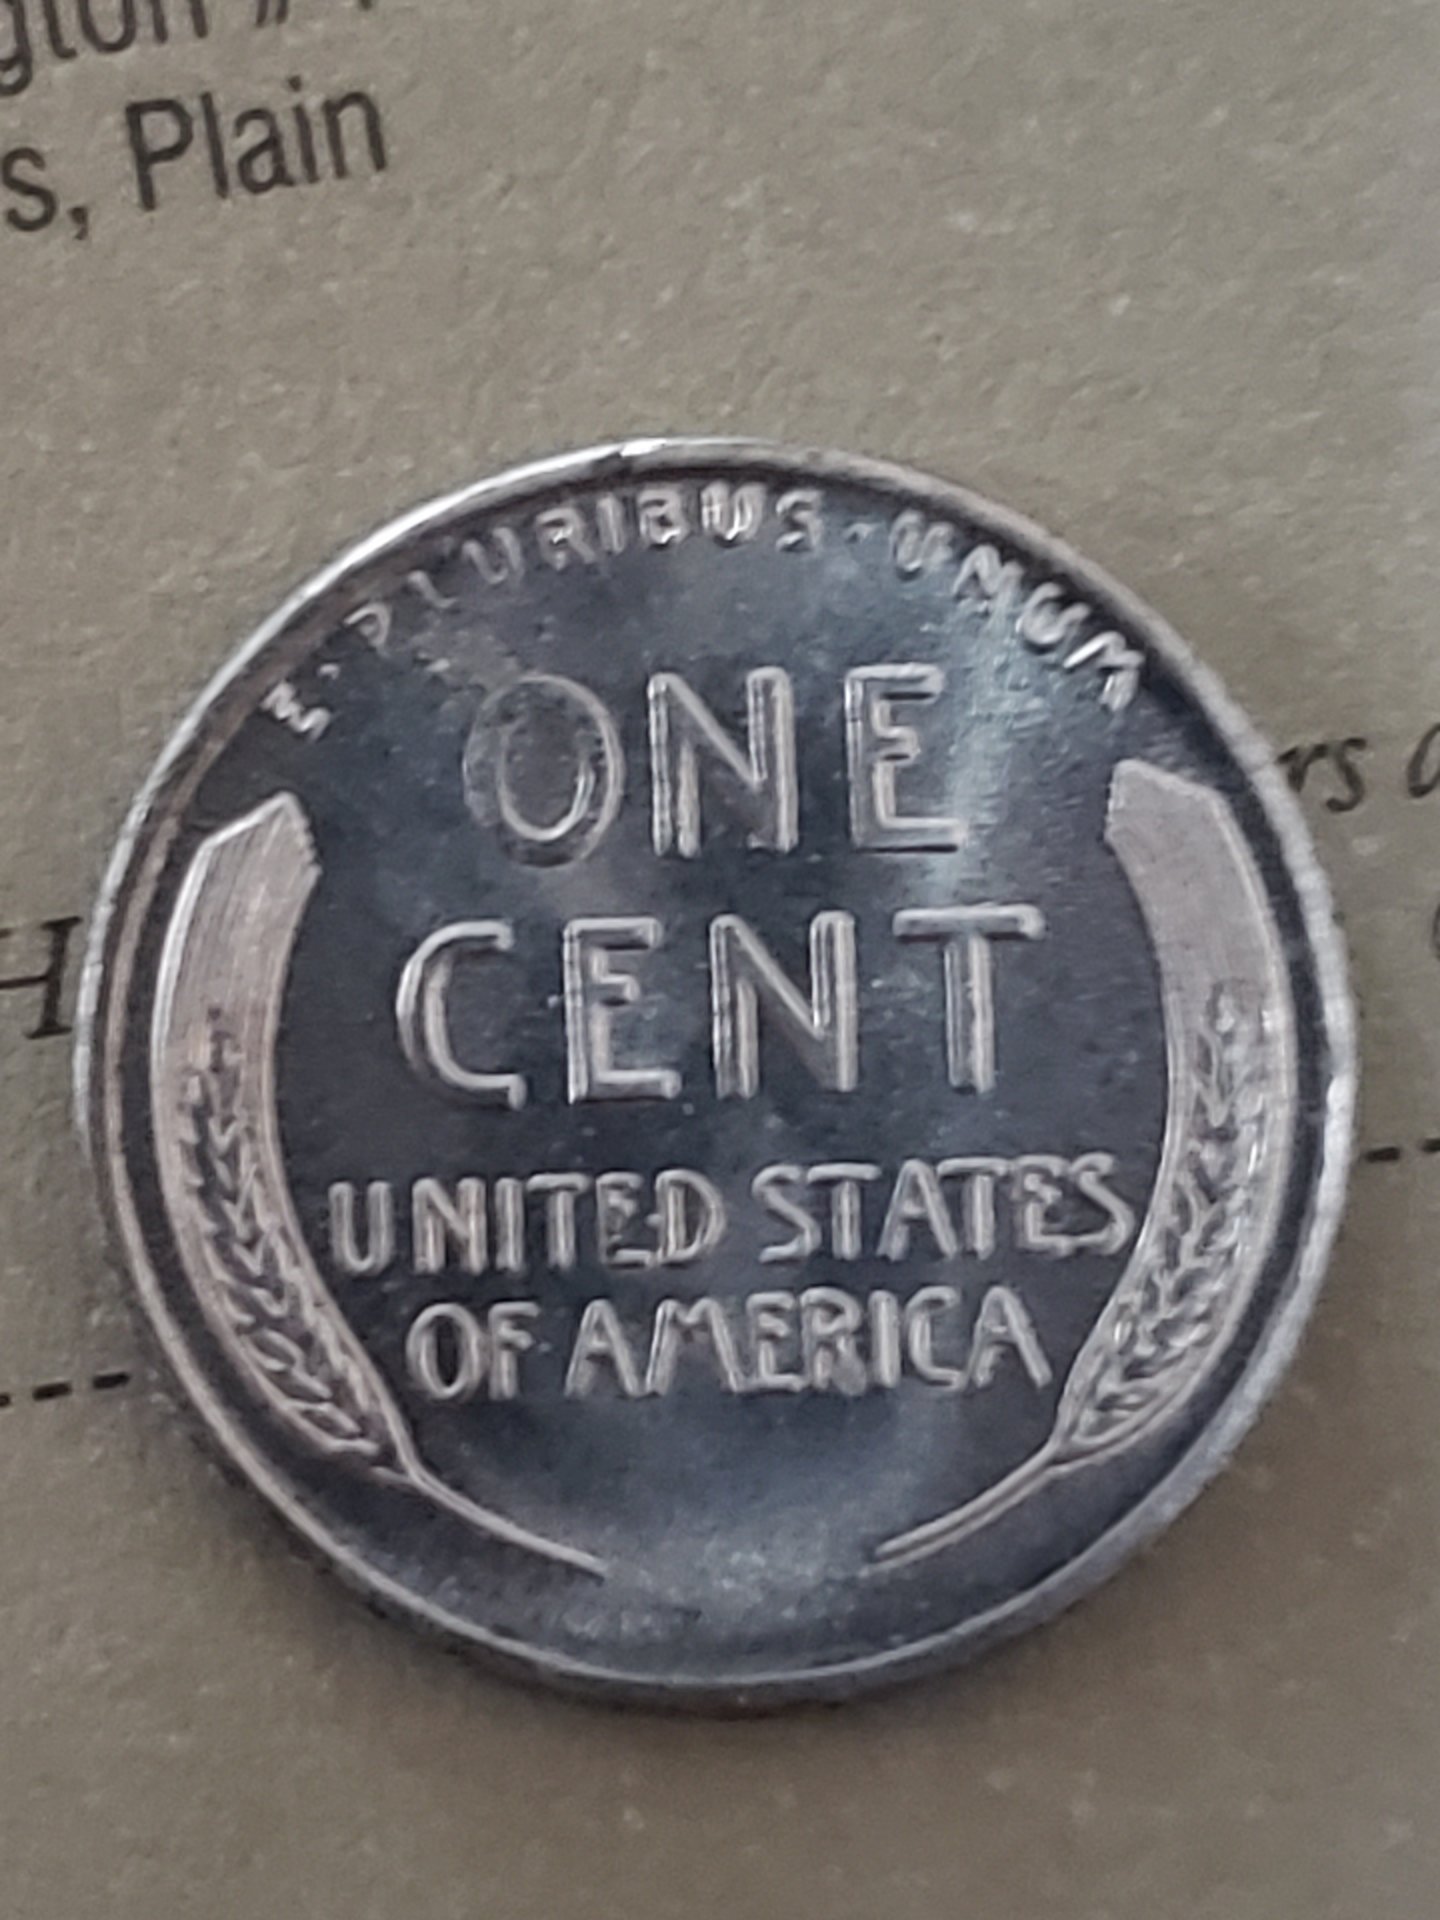 s, Plain
E·PLURIBUS·UNUM
ONE
CENT
UNITED STATES
OF AMERICA